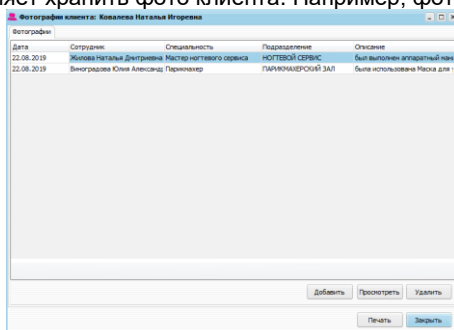 яет хранить фото клиента. Например, фот
Фотографии клиента: Ковалева Наталья Игоревна
Фотографии
Дата Сотрудник Специальность Подразделение Описание
22.08.2019 Жилова Наталья Дмитриевна Мастер ногтевого сервиса НОГТЕВОЙ СЕРВИС был выполнен аппаратный ман
22.08.2019 Виноградова Юлия Александ Парикмахер ПАРИКМАХЕРСКИЙ ЗАЛ была использована Маска для
Добавить Просмотреть Удалить
Печать Закрыть